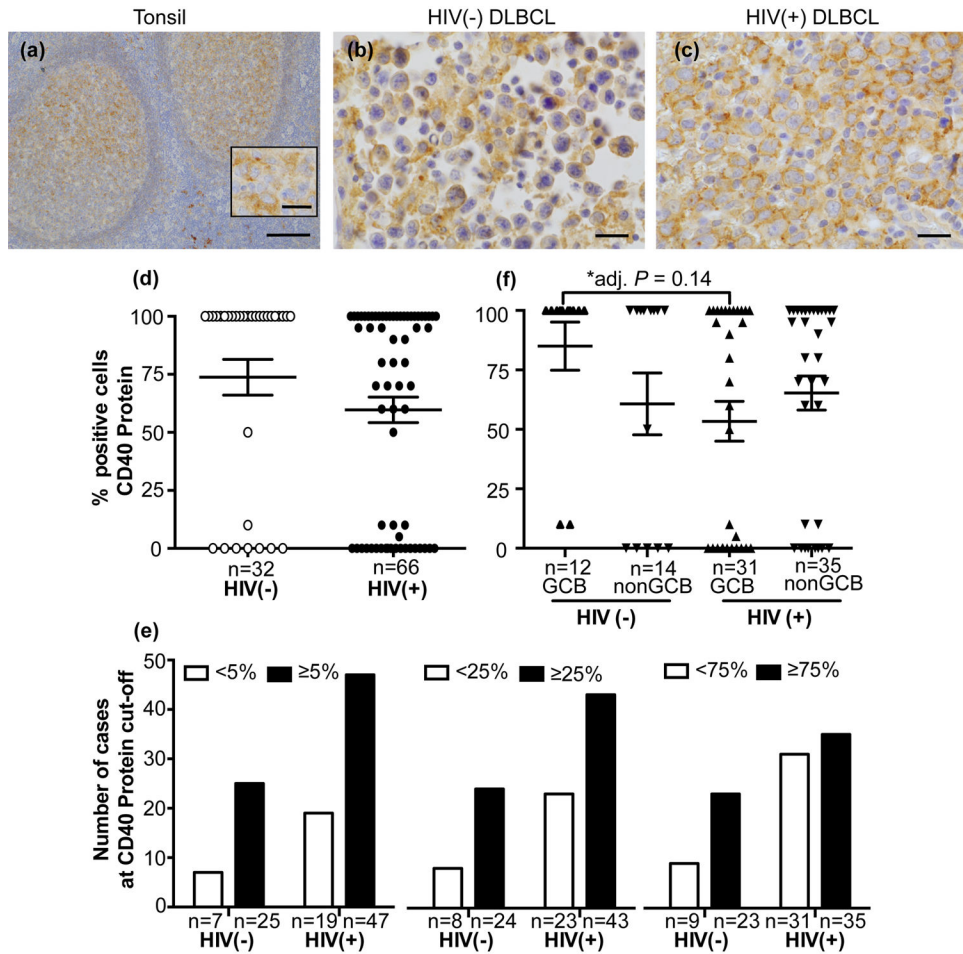 Tonsil
HIV(-) DLBCL
HIV(+) DLBCL
(a)
(b)
(c)
(d)
% positive cells
CD40 Protein
100
75
50
25
0
n=32
HIV(-)
n=66
HIV(+)
(f)
*adj. P = 0.14
100
75
50
25
0
n=12 n=14 n=31 n=35
GCB nonGCB GCB nonGCB
HIV (-) HIV (+)
(e)
Number of cases
at CD40 Protein cut-off
50
40
30
20
10
0
<5% ≥5%
<25% ≥25%
<75% ≥75%
n=7 n=25 n=19 n=47
HIV(-) HIV(+)
n=8 n=24 n=23 n=43
HIV(-) HIV(+)
n=9 n=23 n=31 n=35
HIV(-) HIV(+)